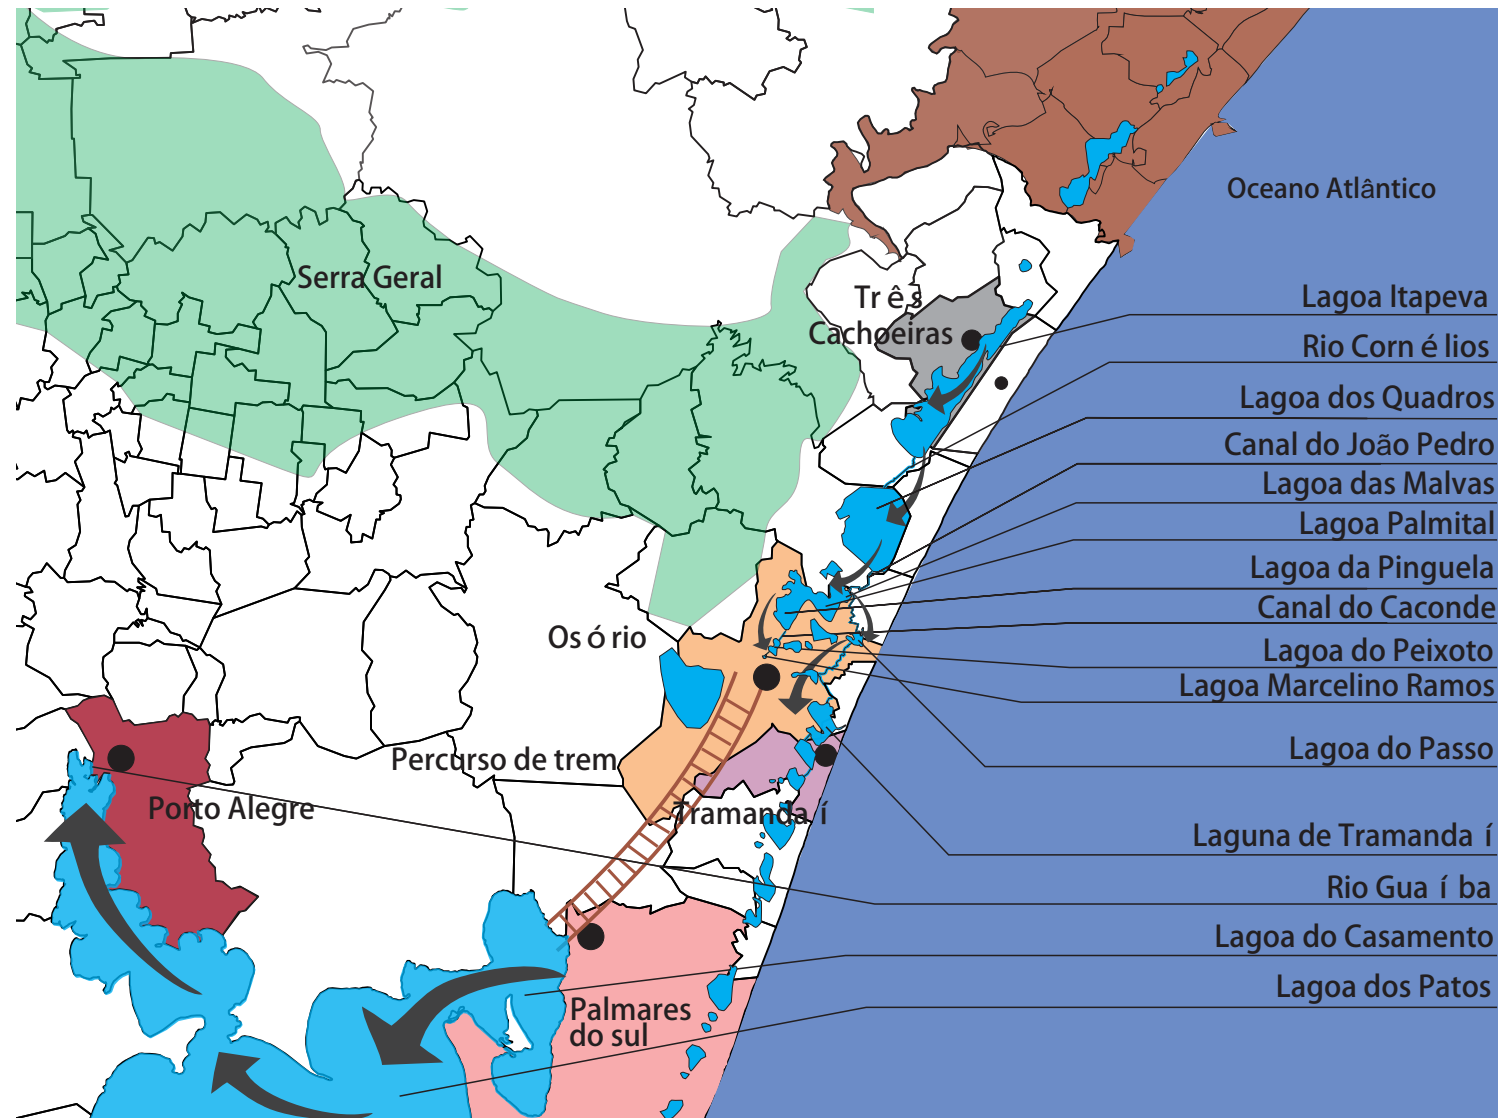 Oceano Atlântico
Serra Geral
Tr ê s
Cachoeiras
Lagoa Itapeva
Rio Corn é lios
Lagoa dos Quadros
Canal do João Pedro
Lagoa das Malvas
Lagoa Palmital
Lagoa da Pinguela
Canal do Caconde
Os ó rio
Lagoa do Peixoto
Lagoa Marcelino Ramos
Lagoa do Passo
Percurso de trem
Porto Alegre
Tramanda í
Laguna de Tramanda í
Rio Gua í ba
Lagoa do Casamento
Lagoa dos Patos
Palmares
do sul